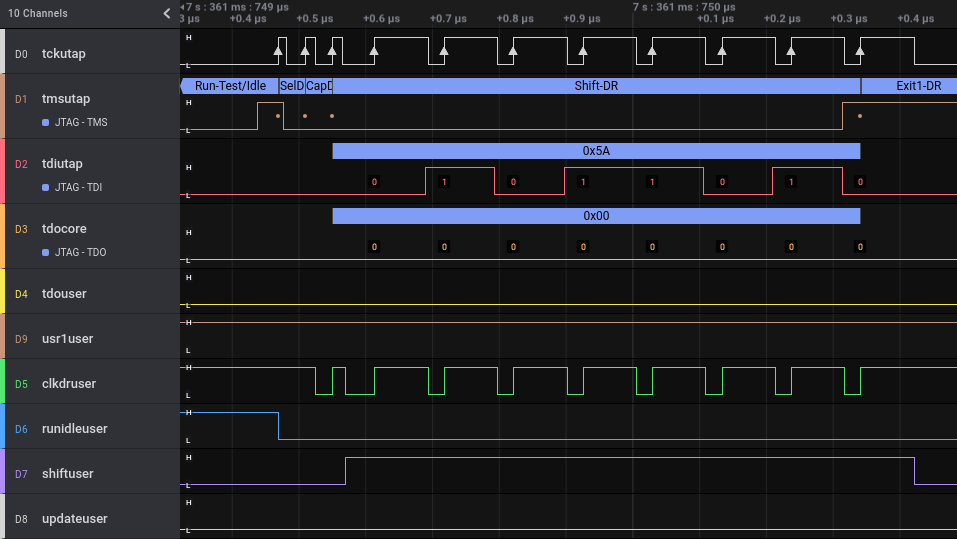 10 Channels
7 s : 361 ms : 749 µs 7 s : 361 ms : 750 µs
3 µs +0.4 µs +0.5 µs +0.6 µs +0.7 µs +0.8 µs +0.9 µs +0.1 µs +0.2 µs +0.3 µs +0.4 µs
D0 tckutap H
L
Run-Test/Idle SelD CapD Shift-DR Exit1-DR
D1 tmsutap H
JTAG - TMS L
0x5A
D2 tdiutap H
JTAG - TDI L 0 1 0 1 1 0 1 0
0x00
D3 tdocore H
JTAG - TDO L 0 0 0 0 0 0 0 0
D4 tdouser H
L
D9 usr1user H
L
D5 clkdruser H
L
D6 runidleuser H
L
D7 shiftuser H
L
D8 updateuser H
L